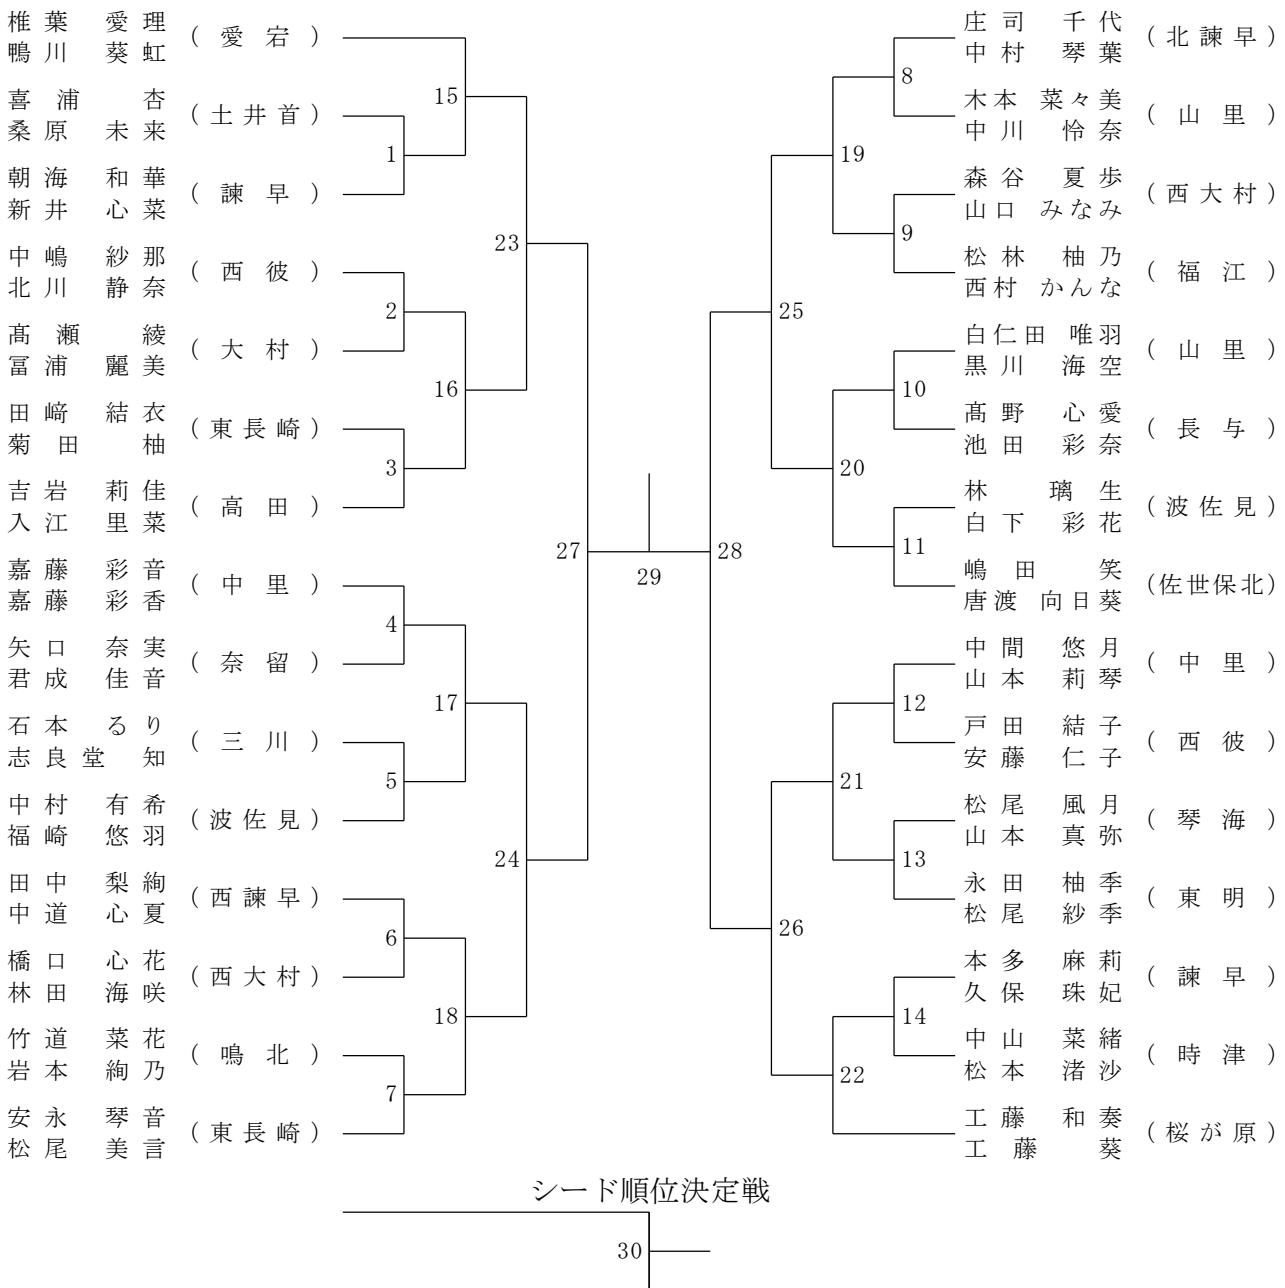 椎葉 愛理
鴨川 葵虹
(愛宕)
喜浦 杏
桑原 未来
(土井首)
朝海 和華
新井 心菜
(諫早)
中嶋 紗那
北川 静奈
(西彼)
髙瀬 綾
冨浦 麗美
(大村)
田﨑 結衣
菊田 柚
(東長崎)
吉岩 莉佳
入江 里菜
(高田)
嘉藤 彩音
嘉藤 彩香
(中里)
矢口 奈実
君成 佳音
(奈留)
石本 るり
志良堂 知
(三川)
中村 有希
福崎 悠羽
(波佐見)
田中 梨絢
中道 心夏
(西諫早)
橋口 心花
林田 海咲
(西大村)
竹道 菜花
岩本 絢乃
(鳴北)
安永 琴音
松尾 美言
(東長崎)
1
2
3
4
5
6
7
15
16
17
18
23
24
27
29
28
25
26
19
20
21
22
8
9
10
11
12
13
14
庄司 千代
中村 琴葉
(北諫早)
木本 菜々美
中川 怜奈
(山里)
森谷 夏歩
山口 みなみ
(西大村)
松林 柚乃
西村 かんな
(福江)
白仁田 唯羽
黒川 海空
(山里)
髙野 心愛
池田 彩奈
(長与)
林 璃生
白下 彩花
(波佐見)
嶋田 笑
唐渡 向日葵
(佐世保北)
中間 悠月
山本 莉琴
(中里)
戸田 結子
安藤 仁子
(西彼)
松尾 風月
山本 真弥
(琴海)
永田 柚季
松尾 紗季
(東明)
本多 麻莉
久保 珠妃
(諫早)
中山 菜緒
松本 渚沙
(時津)
工藤 和奏
工藤 葵
(桜が原)
シード順位決定戦
30